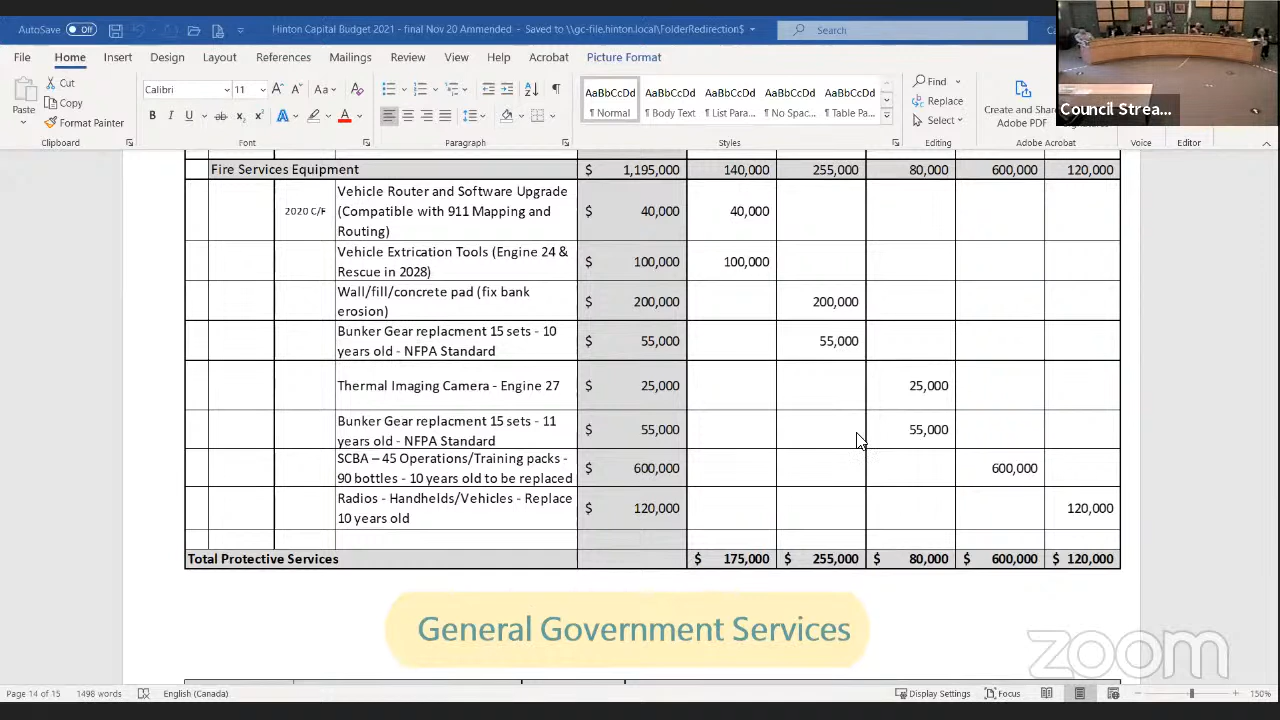 AutoSave Off Hinton Capital Budget 2021 - final Nov 20 Ammended - Saved to \\gc-file.hinton.local\FolderRedirection$ Search
File Home Insert Design Layout References Mailings Review View Help Acrobat Picture Format
Paste
Cut
Copy
Format Painter
Calibri 11
AaBbCcDd AaBbCcDd AaBbCcDd AaBbCcDd AaBbCcDd
¶ Normal ¶ Body Text ¶ List Para... ¶ No Spac... ¶ Table Pa...
Find
Replace
Select
Create and Share
Adobe PDF
Council Strea...
Clipboard Font Paragraph Styles Editing Adobe Acrobat Voice Editor
Fire Services Equipment $ 1,195,000 140,000 255,000 80,000 600,000 120,000
Vehicle Router and Software Upgrade
2020 C/F (Compatible with 911 Mapping and $ 40,000 40,000
Routing)
Vehicle Extrication Tools (Engine 24 & $ 100,000 100,000
Rescue in 2028)
Wall/fill/concrete pad (fix bank $ 200,000 200,000
erosion)
Bunker Gear replacment 15 sets - 10 $ 55,000 55,000
years old - NFPA Standard
Thermal Imaging Camera - Engine 27 $ 25,000 25,000
Bunker Gear replacment 15 sets - 11 $ 55,000 55,000
years old - NFPA Standard
SCBA – 45 Operations/Training packs - $ 600,000 600,000
90 bottles - 10 years old to be replaced
Radios - Handhelds/Vehicles - Replace $ 120,000 120,000
10 years old
Total Protective Services $ 175,000 $ 255,000 $ 80,000 $ 600,000 $ 120,000
General Government Services
zoom
Page 14 of 15 1498 words English (Canada) Display Settings Focus 150%